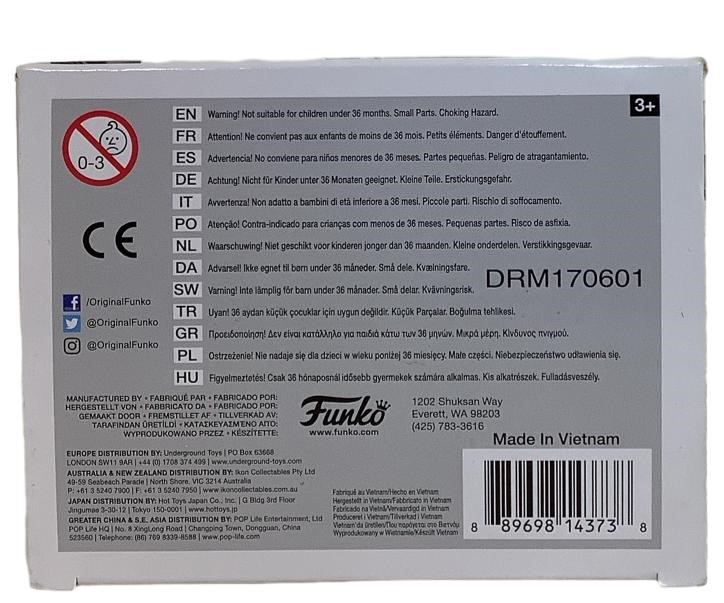 3+
0-3
EN Warning! Not suitable for children under 36 months. Small Parts. Choking Hazard.
FR Attention! Ne convient pas aux enfants de moins de 36 mois. Petits éléments. Danger d'étouffement.
ES Advertencia! No conviene para niños menores de 36 meses. Partes pequeñas. Peligro de atragantamiento.
DE Achtung! Nicht für Kinder unter 36 Monaten geeignet. Kleine Teile. Erstickungsgefahr.
IT Avvertenza! Non adatto a bambini di età inferiore a 36 mesi. Piccole parti. Rischio di soffocamento.
PO Atenção! Contra-indicado para crianças com menos de 36 meses. Pequenas partes. Risco de asfixia.
NL Waarschuwing! Niet geschikt voor kinderen jonger dan 36 maanden. Kleine onderdelen. Verstikkingsgevaar.
DA Advarsel! Ikke egnet til børn under 36 måneder. Små dele. Kvælningsfare.
SW Varning! Inte lämplig för barn under 36 månader. Små delar. Kvävningsrisk.
TR Uyarı! 36 aydan küçük çocuklar için uygun değildir. Küçük Parçalar. Boğulma tehlikesi.
GR Προειδοποίηση! Δεν είναι κατάλληλο για παιδιά κάτω των 36 μηνών. Μικρά μέρη. Κίνδυνος πνιγμού.
PL Ostrzeżenie! Nie nadaje się dla dzieci w wieku poniżej 36 miesięcy. Małe części. Niebezpieczeństwo udławienia się.
HU Figyelmeztetés! Csak 36 hónaposnál idősebb gyermekek számára alkalmas. Kis alkatrészek. Fulladásveszély.
DRM170601
CE
/OriginalFunko
@OriginalFunko
@OriginalFunko
MANUFACTURED BY • FABRIQUÉ PAR • FABRICADO POR:
HERGESTELLT VON • FABBRICATO DA • FABRICADO POR:
GEMAAKT DOOR • FREMSTILLET AF • TILLVERKAD AV:
TARAFINDAN ÜRETİLDİ • ΚΑΤΑΣΚΕΥΑΣΜΕΝΟ ΑΠΌ:
WYPRODUKOWANO PRZEZ • KÉSZÍTETTE:
Funko
www.funko.com
1202 Shuksan Way
Everett, WA 98203
(425) 783-3616
Made In Vietnam
EUROPE DISTRIBUTION BY: Underground Toys | PO Box 63668
LONDON SW11 9AR | +44 (0) 1708 374 499 | www.underground-toys.com
AUSTRALIA & NEW ZEALAND DISTRIBUTION BY: Ikon Collectables Pty Ltd
49-59 Seabeach Parade | North Shore, VIC 3214 Australia
P: +61 3 5240 7900 | F: +61 3 5240 7950 | www.ikoncollectables.com.au
JAPAN DISTRIBUTION BY: Hot Toys Japan Co., Inc. | G Bldg 3rd Floor
Jingumae 3-30-12 | Tokyo 150-0001 | www.hottoys.jp
GREATER CHINA & S.E. ASIA DISTRIBUTION BY: POP Life Entertainment, Ltd
POP Life HQ | No. 8 XingLong Road | Changping Town, Dongguan, China
523560 | Telephone: (86) 769 8339-8588 | www.pop-life.com
Fabriqué au Vietnam/Hecho en Vietnam
Hergestellt in Vietnam/Fabbricato in Vietnam
Fabricado na Vietnã/Vervaardigd in Vietnam
Produceret i Vietnam/Tillverkad i Vietnam
Vietnam'da üretilen/Που παράγεται στο Βιετνάμ
Wyprodukowany w Wietnamie/Készült Vietnam
8 89698 14373 8